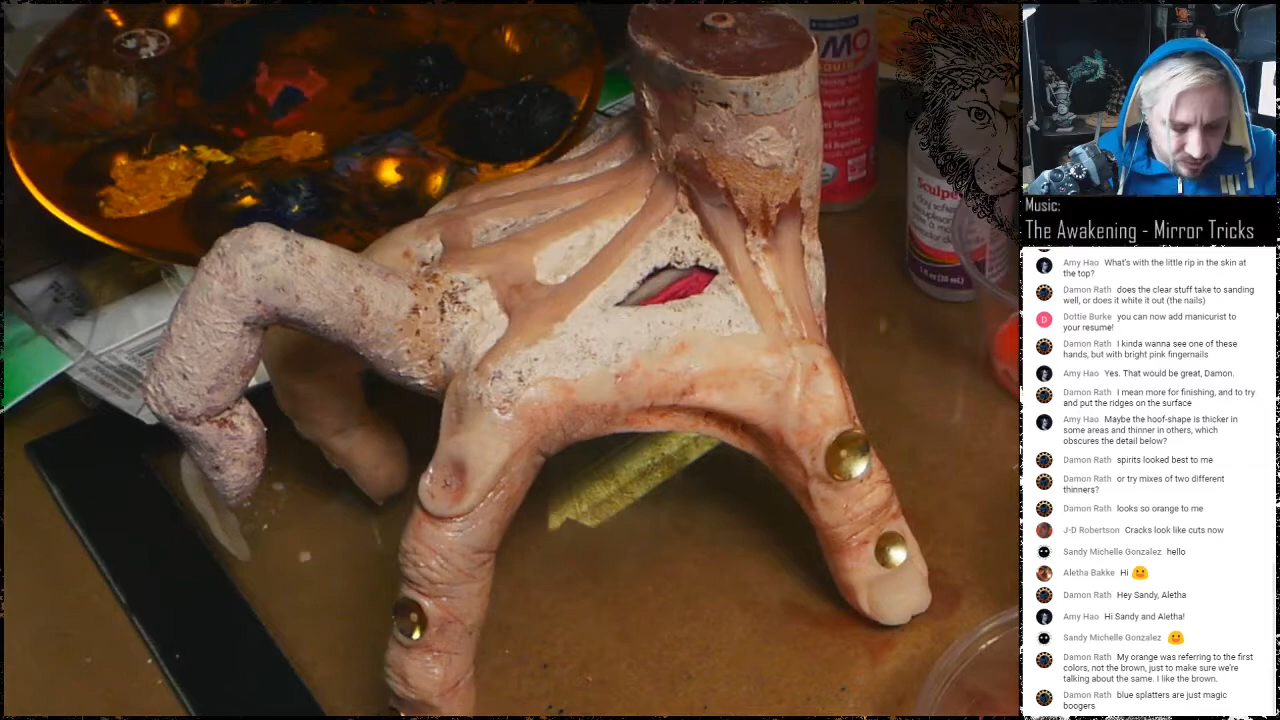 MO
Sculpey
Music:
The Awakening - Mirror Tricks
Amy Hao What's with the little rip in the skin at
the top?
Damon Rath does the clear stuff take to sanding
well, or does it white it out (the nails)
D
Dottie Burke you can now add manicurist to
your resume!
Damon Rath I kinda wanna see one of these
hands, but with bright pink fingernails
Amy Hao Yes. That would be great, Damon.
Damon Rath I mean more for finishing, and to try
and put the ridges on the surface
Amy Hao Maybe the hoof-shape is thicker in
some areas and thinner in others, which
obscures the detail below?
Damon Rath spirits looked best to me
Damon Rath or try mixes of two different
thinners?
Damon Rath looks so orange to me
J-D Robertson Cracks look like cuts now
Sandy Michelle Gonzalez hello
Aletha Bakke Hi
Damon Rath Hey Sandy, Aletha
Amy Hao Hi Sandy and Aletha!
Sandy Michelle Gonzalez
Damon Rath My orange was referring to the first
colors, not the brown, just to make sure we're
talking about the same. I like the brown.
Damon Rath blue splatters are just magic
boogers